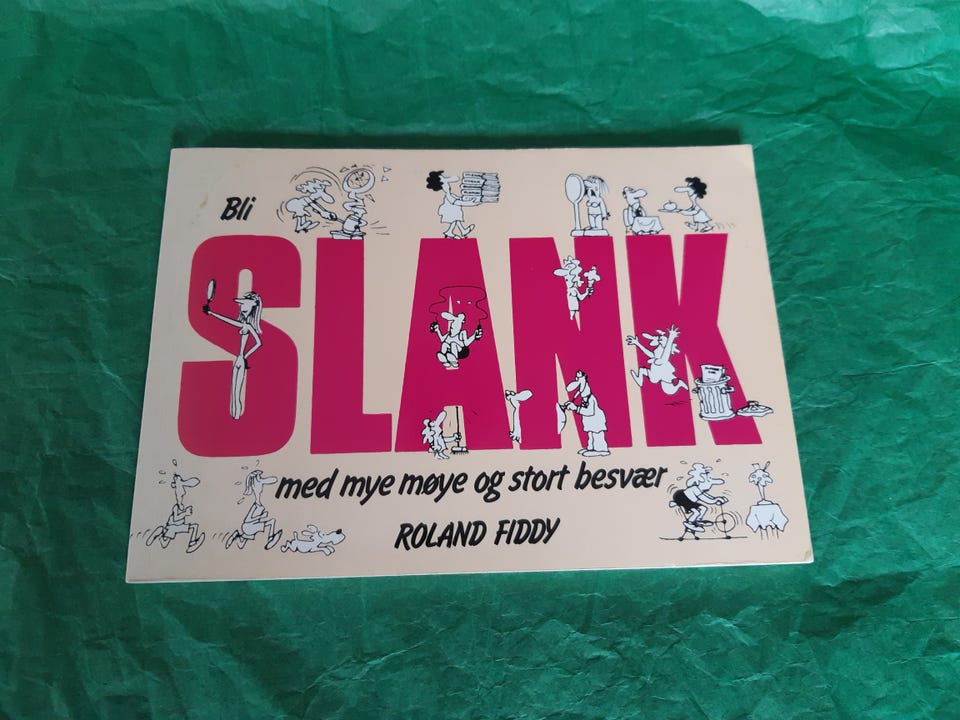 Bli
SLANK
med mye møye og stort besvær
ROLAND FIDDY